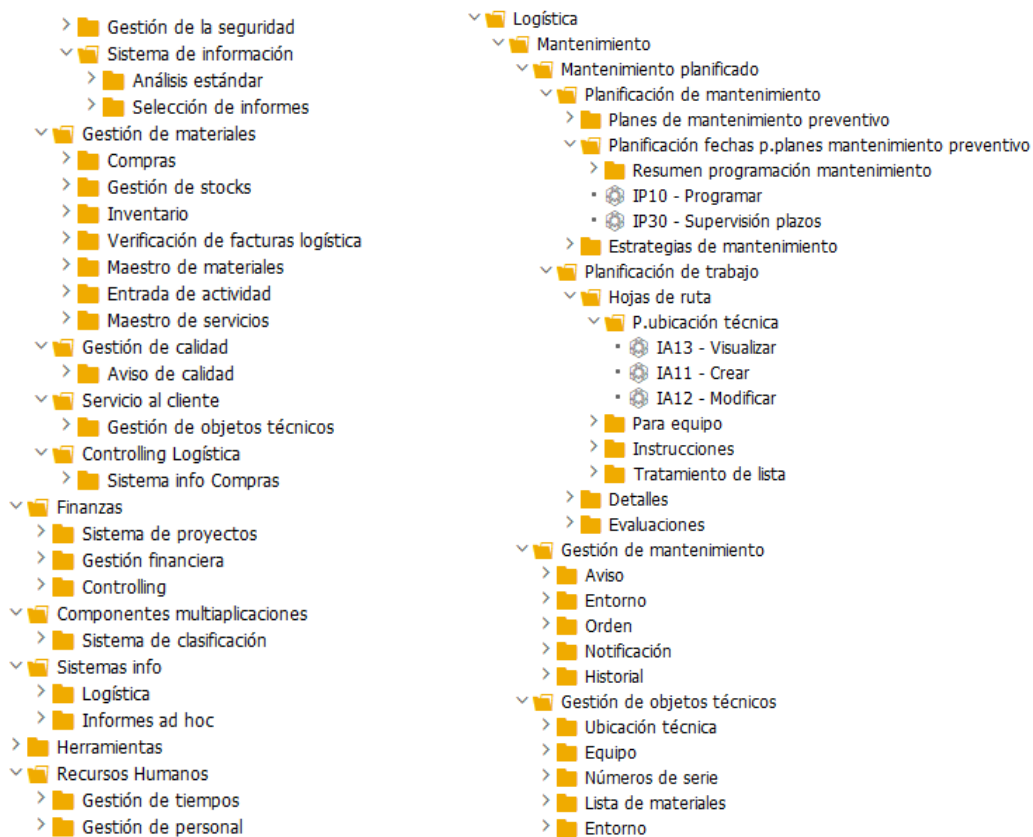 Gestión de la seguridad
Sistema de información
Análisis estándar
Selección de informes
Gestión de materiales
Compras
Gestión de stocks
Inventario
Verificación de facturas logística
Maestro de materiales
Entrada de actividad
Maestro de servicios
Gestión de calidad
Aviso de calidad
Servicio al cliente
Gestión de objetos técnicos
Controlling Logística
Sistema info Compras
Finanzas
Sistema de proyectos
Gestión financiera
Controlling
Componentes multiaplicaciones
Sistema de clasificación
Sistemas info
Logística
Informes ad hoc
Herramientas
Recursos Humanos
Gestión de tiempos
Gestión de personal
Logística
Mantenimiento
Mantenimiento planificado
Planificación de mantenimiento
Planes de mantenimiento preventivo
Planificación fechas p.planes mantenimiento preventivo
Resumen programación mantenimiento
IP10 - Programar
IP30 - Supervisión plazos
Estrategias de mantenimiento
Planificación de trabajo
Hojas de ruta
P.ubicación técnica
IA13 - Visualizar
IA11 - Crear
IA12 - Modificar
Para equipo
Instrucciones
Tratamiento de lista
Detalles
Evaluaciones
Gestión de mantenimiento
Aviso
Entorno
Orden
Notificación
Historial
Gestión de objetos técnicos
Ubicación técnica
Equipo
Números de serie
Lista de materiales
Entorno